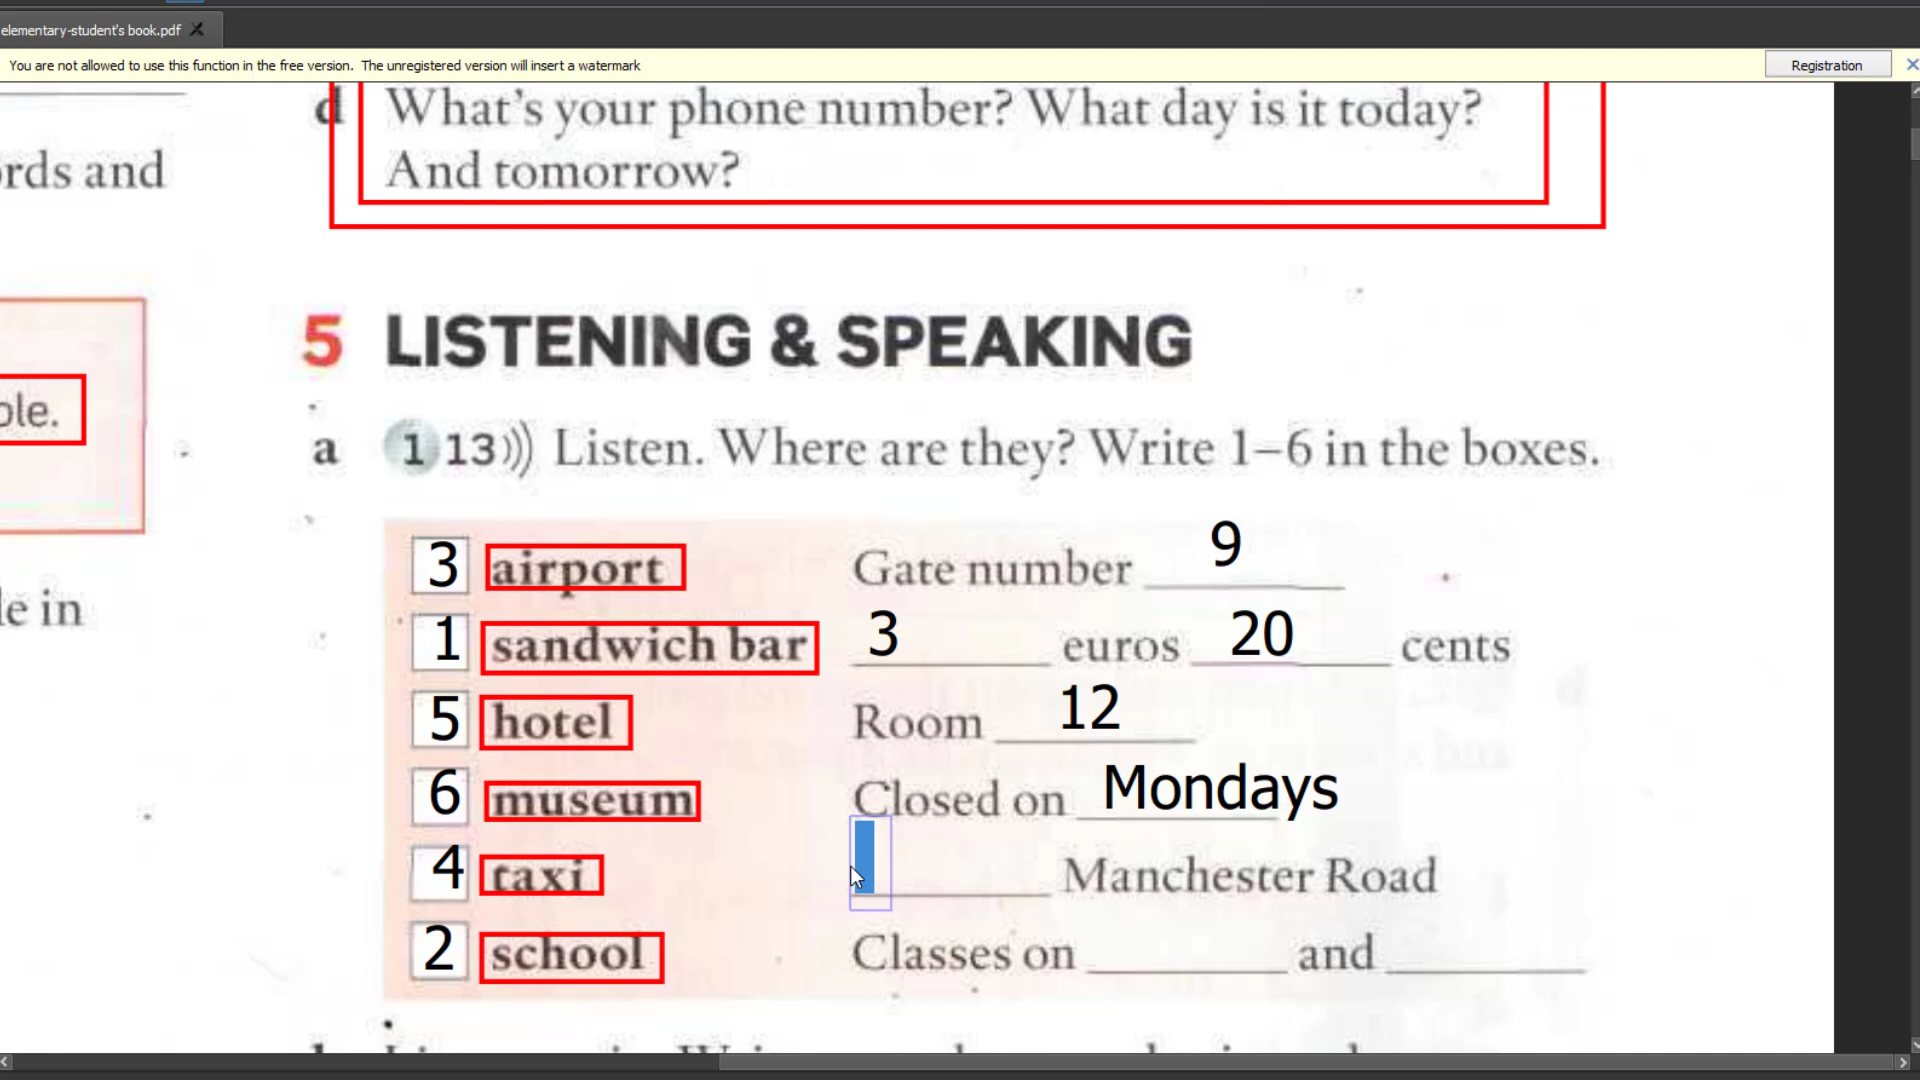 elementary-student's book.pdf
You are not allowed to use this function in the free version. The unregistered version will insert a watermark
Registration
d What's your phone number? What day is it today?
And tomorrow?
rds and
ole.
le in
5 LISTENING & SPEAKING
a 1 13 Listen. Where are they? Write 1–6 in the boxes.
3 airport Gate number 9
1 sandwich bar 3 euros 20 cents
5 hotel Room 12
6 museum Closed on Mondays
4 taxi Manchester Road
2 school Classes on and